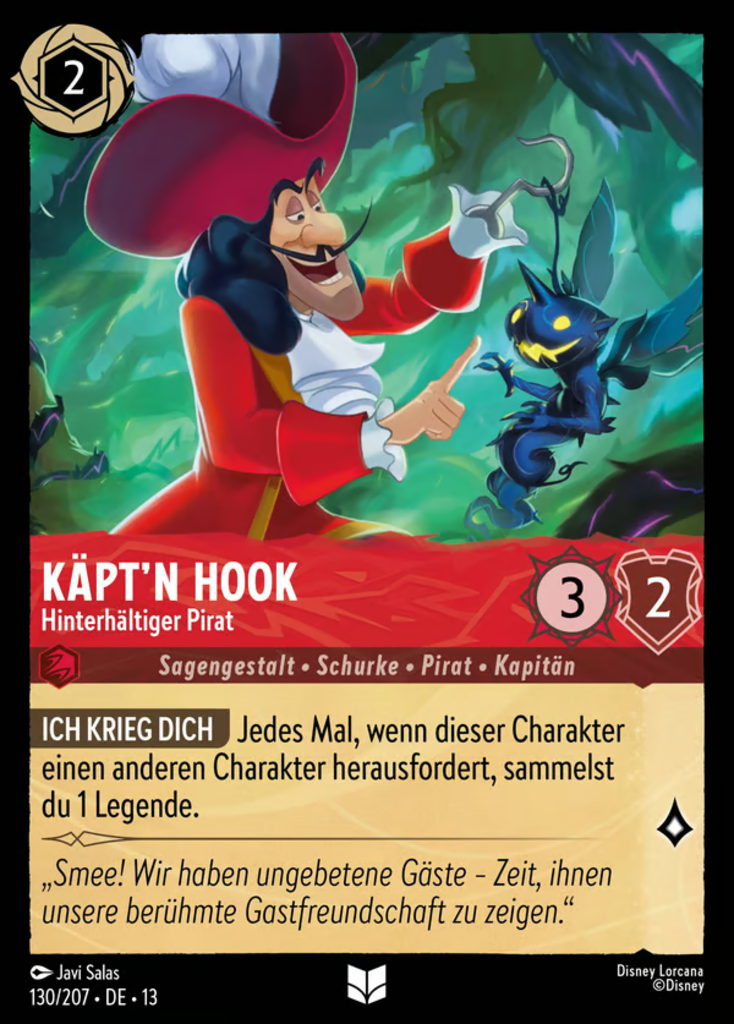 2
KÄPT'N HOOK
Hinterhältiger Pirat
3
2
Sagengestalt • Schurke • Pirat • Kapitän
ICH KRIEG DICH Jedes Mal, wenn dieser Charakter
einen anderen Charakter herausfordert, sammelst
du 1 Legende.
„Smee! Wir haben ungebetene Gäste – Zeit, ihnen
unsere berühmte Gastfreundschaft zu zeigen.“
Javi Salas
130/207 • DE • 13
Disney Lorcana
©Disney